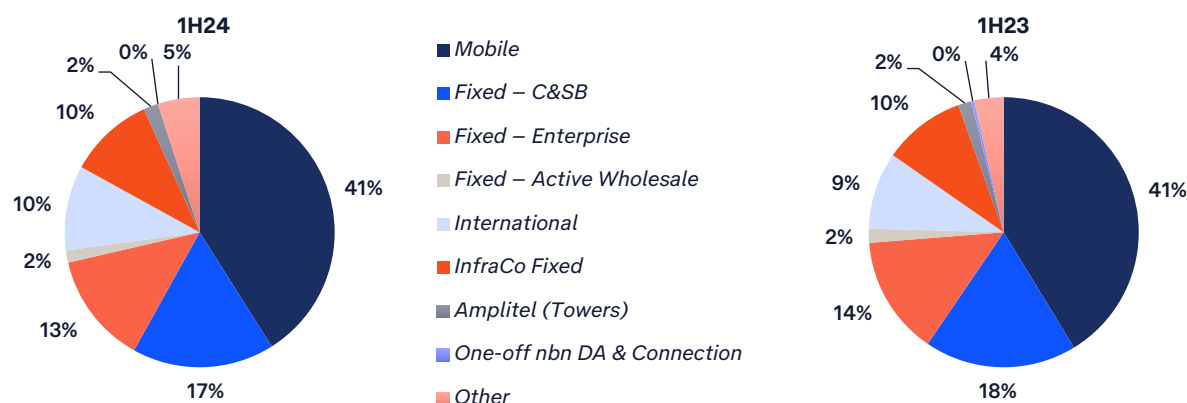 1H24
0% 5%
2%
10%
41%
10%
2%
13%
17%
Mobile
Fixed – C&SB
Fixed – Enterprise
Fixed – Active Wholesale
International
InfraCo Fixed
Amplitel (Towers)
One-off nbn DA & Connection
Other
1H23
0% 4%
2%
10%
9%
41%
2%
14%
18%